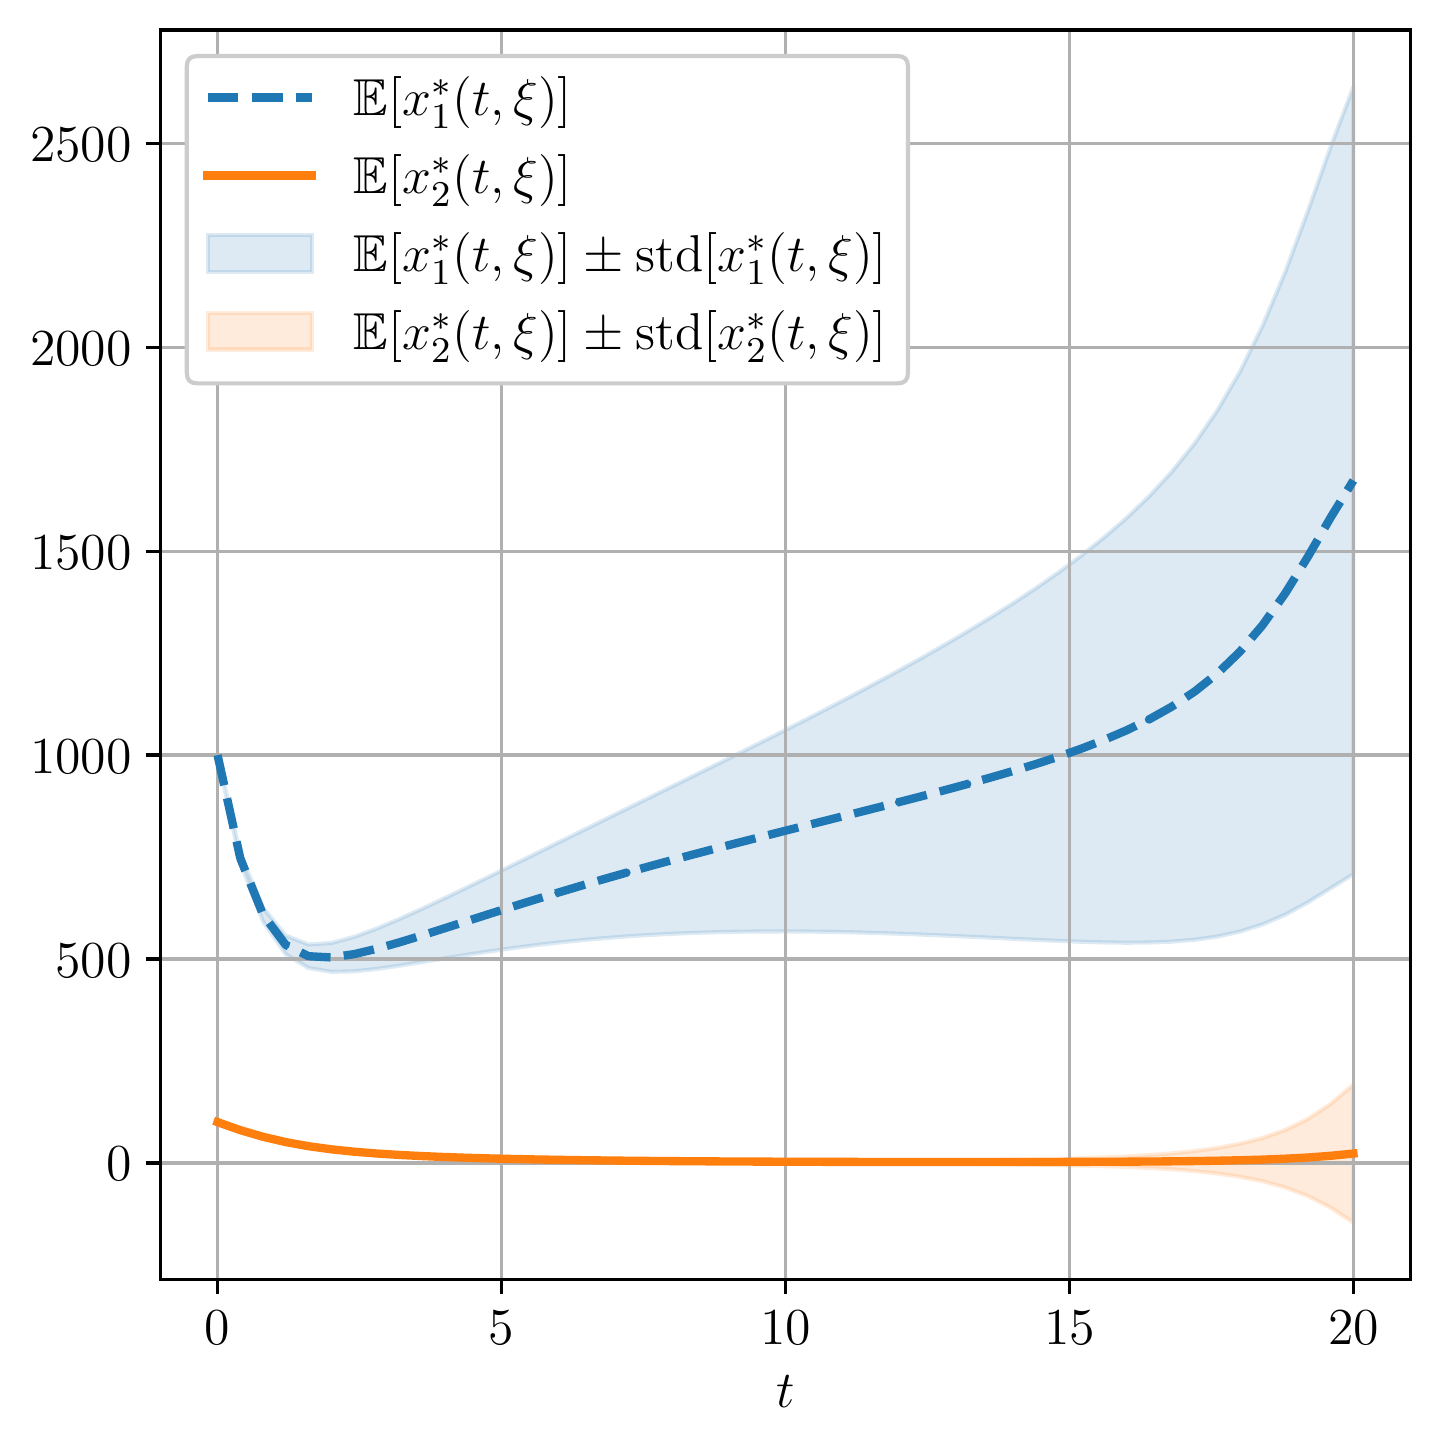 𝔼[x₁*(t, ξ)]
𝔼[x₂*(t, ξ)]
𝔼[x₁*(t, ξ)] ± std[x₁*(t, ξ)]
𝔼[x₂*(t, ξ)] ± std[x₂*(t, ξ)]
2500
2000
1500
1000
500
0
0 5 10 15 20
t